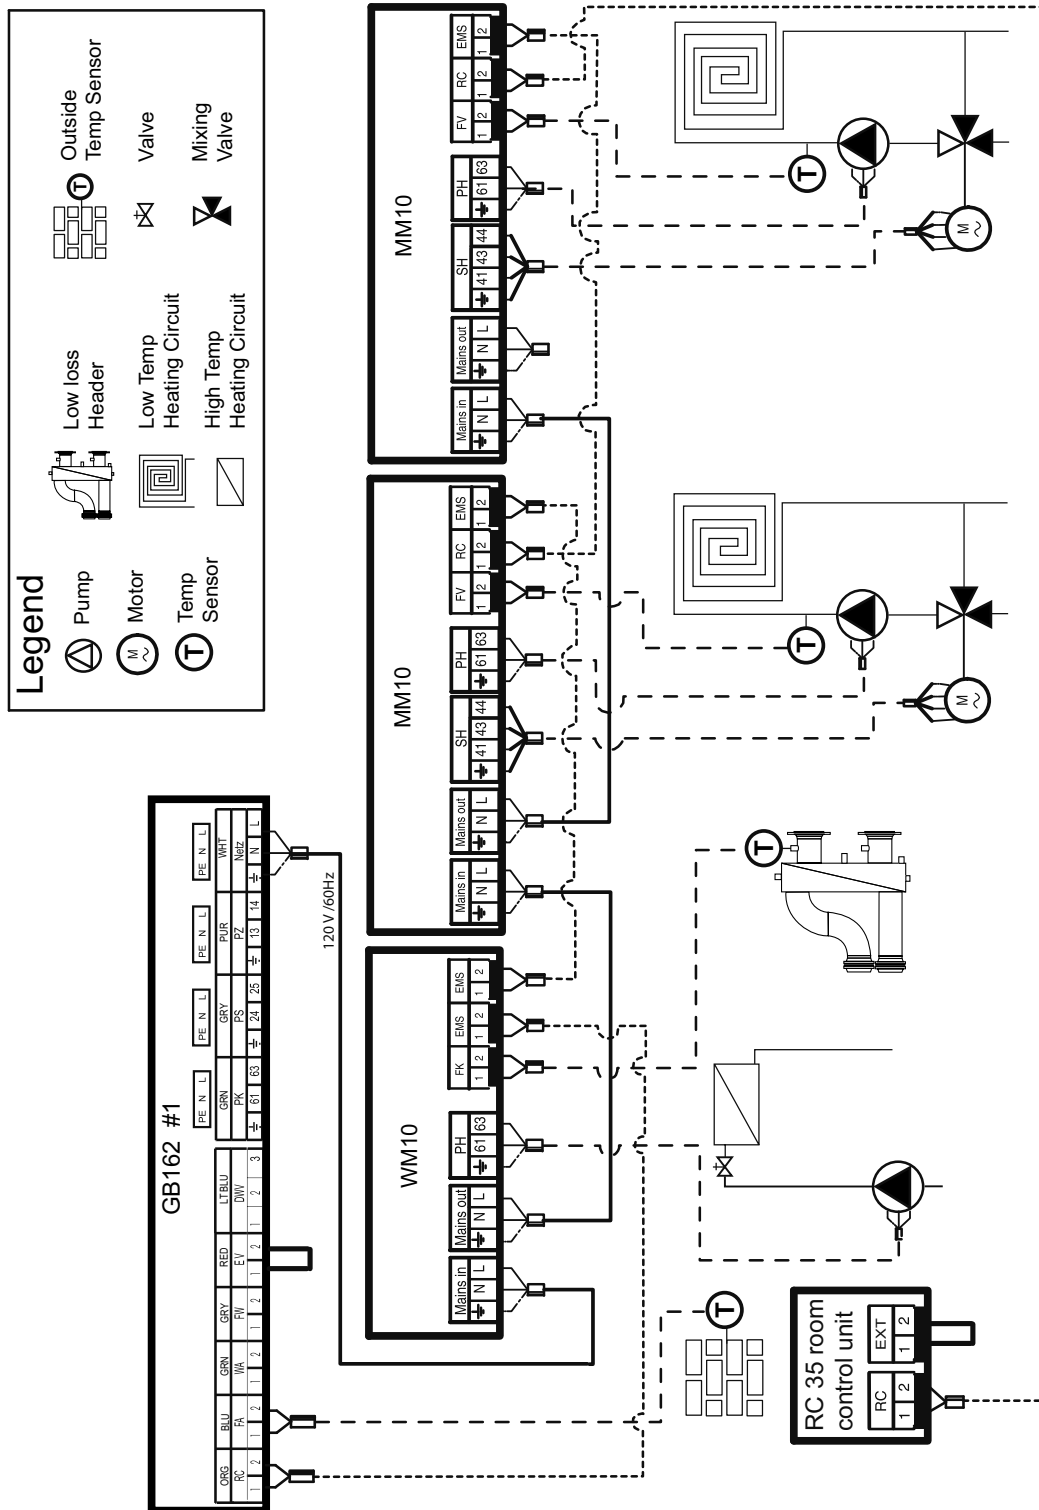 GB162 #1
PE N L PE N L PE N L PE N L
ORG BLU GRN GRY RED LT BLU GRN GRY PUR WHT
RC FA WA FW EV DWV PK PS PZ Netz
1 2 1 2 1 2 1 2 1 2 1 2 3 61 63 24 25 13 14 N L
120 V /60Hz
Legend
Pump
Low loss
Header
T
Outside
Temp Sensor
M
~
Motor
Low Temp
Heating Circuit
Valve
T
Temp
Sensor
High Temp
Heating Circuit
Mixing
Valve
WM10
Mains in Mains out PH FK EMS EMS
N L N L 61 63 1 2 1 2 1 2
MM10
Mains in Mains out SH PH FV RC EMS
N L N L 41 43 44 61 63 1 2 1 2 1 2
MM10
Mains in Mains out SH PH FV RC EMS
N L N L 41 43 44 61 63 1 2 1 2 1 2
T
T
T
T
M
~
M
~
RC 35 room
control unit
RC EXT
1 2 1 2